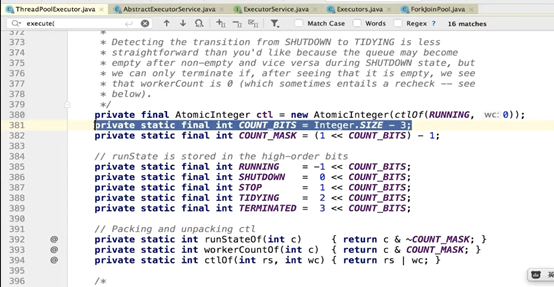 ThreadPoolExecutor.java AbstractExecutorService.java ExecutorService.java Executors.java ForkJoinPool.java
execute( Match Case Words Regex ? 16 matches
372 *
373 * Detecting the transition from SHUTDOWN to TIDYING is less
374 * straightforward than you'd like because the queue may become
375 * empty after non-empty and vice versa during SHUTDOWN state, but
376 * we can only terminate if, after seeing that it is empty, we see
377 * that workerCount is 0 (which sometimes entails a recheck -- see
378 * below).
379 */
380 private final AtomicInteger ctl = new AtomicInteger(ctlOf(RUNNING, wc: 0));
381 private static final int COUNT_BITS = Integer.SIZE - 3;
382 private static final int COUNT_MASK = (1 << COUNT_BITS) - 1;
383
384 // runState is stored in the high-order bits
385 private static final int RUNNING = -1 << COUNT_BITS;
386 private static final int SHUTDOWN = 0 << COUNT_BITS;
387 private static final int STOP = 1 << COUNT_BITS;
388 private static final int TIDYING = 2 << COUNT_BITS;
389 private static final int TERMINATED = 3 << COUNT_BITS;
390
391 // Packing and unpacking ctl
392 @ private static int runStateOf(int c) { return c & ~COUNT_MASK; }
393 @ private static int workerCountOf(int c) { return c & COUNT_MASK; }
394 @ private static int ctlOf(int rs, int wc) { return rs | wc; }
395
396 /*